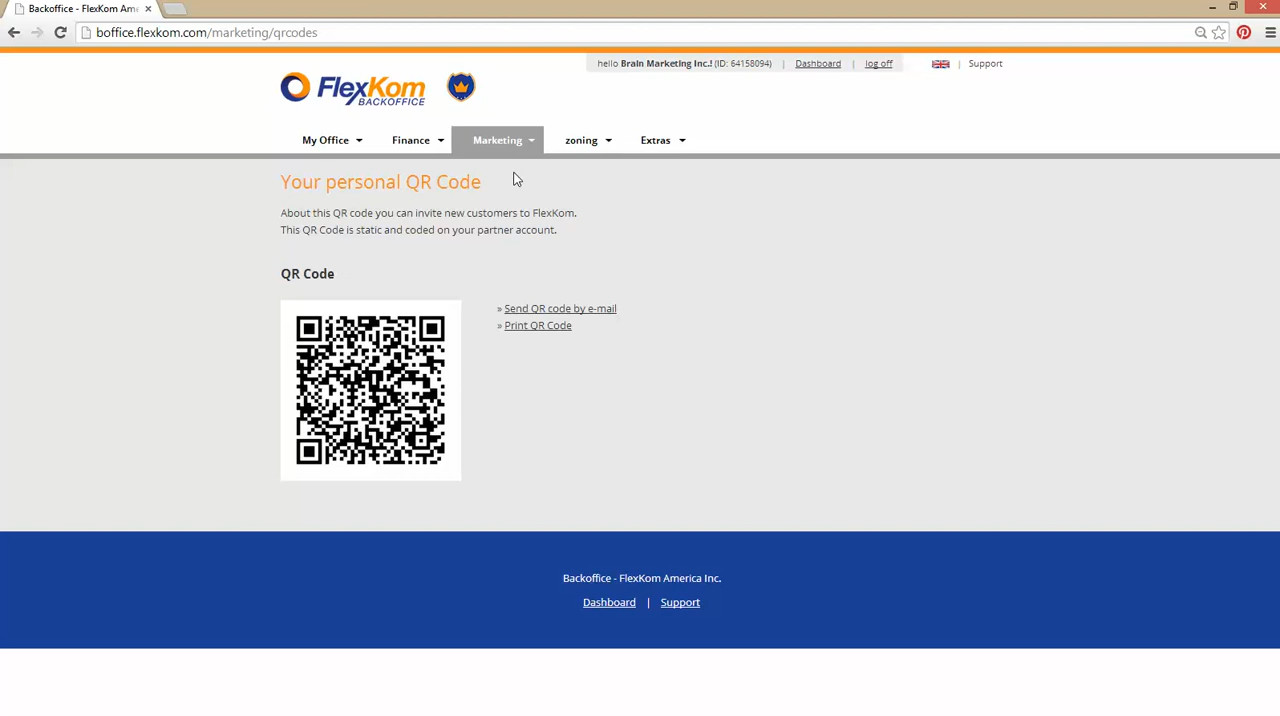 Backoffice - FlexKom Ame
boffice.flexkom.com/marketing/qrcodes
hello Brain Marketing Inc.! (ID: 64158094) | Dashboard | log off | Support
FlexKom
BACKOFFICE
My Office Finance Marketing zoning Extras
Your personal QR Code
About this QR code you can invite new customers to FlexKom.
This QR Code is static and coded on your partner account.
QR Code
» Send QR code by e-mail
» Print QR Code
Backoffice - FlexKom America Inc.
Dashboard | Support